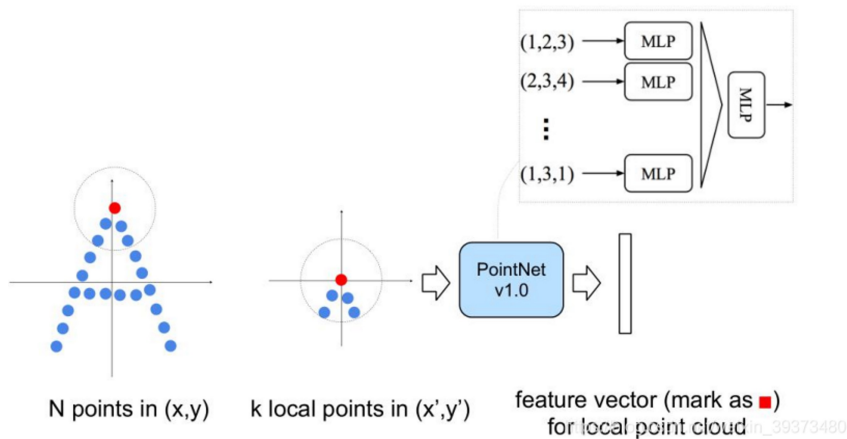 (1,2,3)
MLP
(2,3,4)
MLP
MLP
(1,3,1)
MLP
PointNet
v1.0
N points in (x,y)
k local points in (x’,y’)
feature vector (mark as ■)
for local point cloud
in_39373480